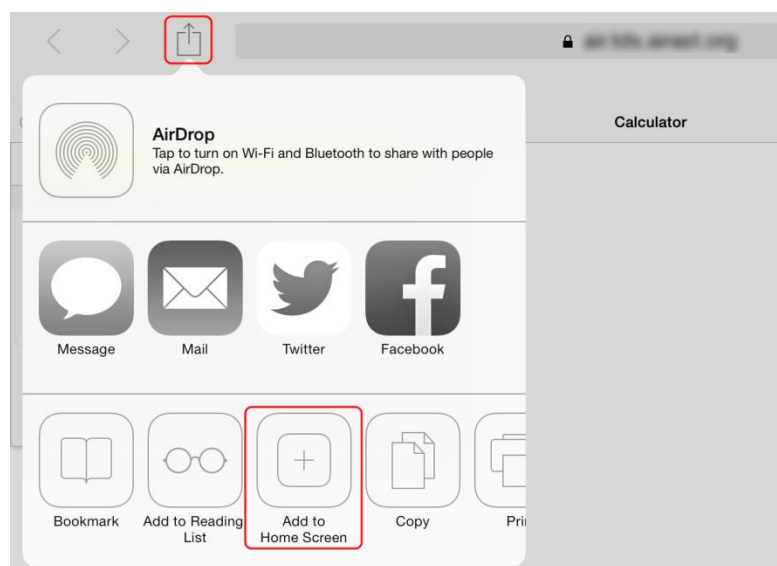 Calculator
AirDrop
Tap to turn on Wi-Fi and Bluetooth to share with people
via AirDrop.
Message
Mail
Twitter
Facebook
Bookmark
Add to Reading
List
Add to
Home Screen
Copy